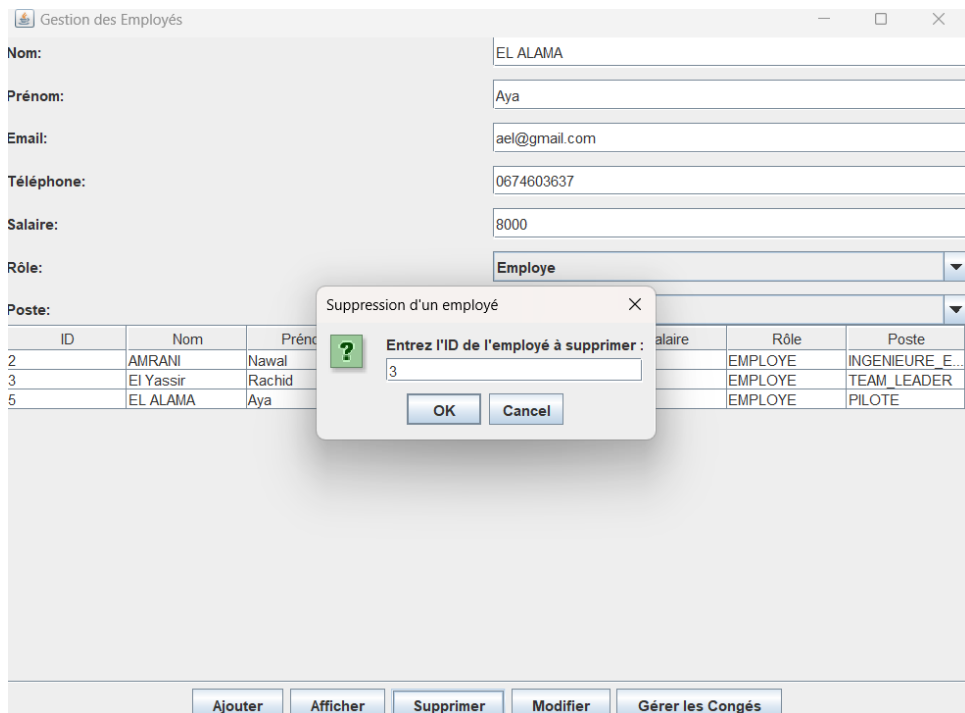 Gestion des Employés
Nom: EL ALAMA
Prénom: Aya
Email: ael@gmail.com
Téléphone: 0674603637
Salaire: 8000
Rôle: Employe
Poste:
Suppression d'un employé
Entrez l'ID de l'employé à supprimer :
3
OK Cancel
ID Nom Prénc alaire Rôle Poste
2 AMRANI Nawal EMPLOYE INGENIEURE_E...
3 El Yassir Rachid EMPLOYE TEAM_LEADER
5 EL ALAMA Aya EMPLOYE PILOTE
Ajouter Afficher Supprimer Modifier Gérer les Congés